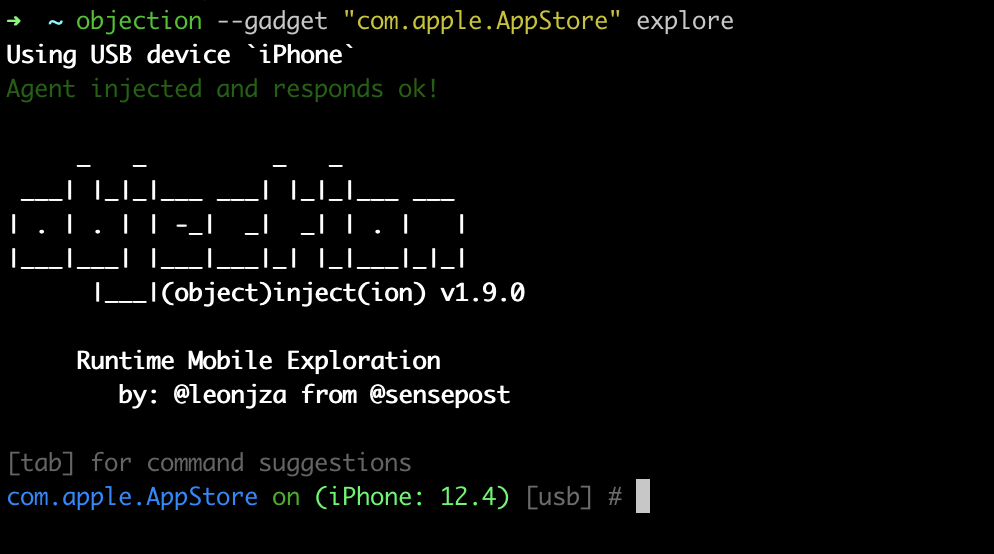 ➜  ~ objection --gadget "com.apple.AppStore" explore
Using USB device `iPhone`
Agent injected and responds ok!
     _   _         _   _
 ___| |_|_|___ ___| |_|_|___ ___
| . | . | | -_|  _|  _| | . |   |
|___|___| |___|___|_| |_|___|_|_|
      |___|(object)inject(ion) v1.9.0
     Runtime Mobile Exploration
        by: @leonjza from @sensepost
[tab] for command suggestions
com.apple.AppStore on (iPhone: 12.4) [usb] #